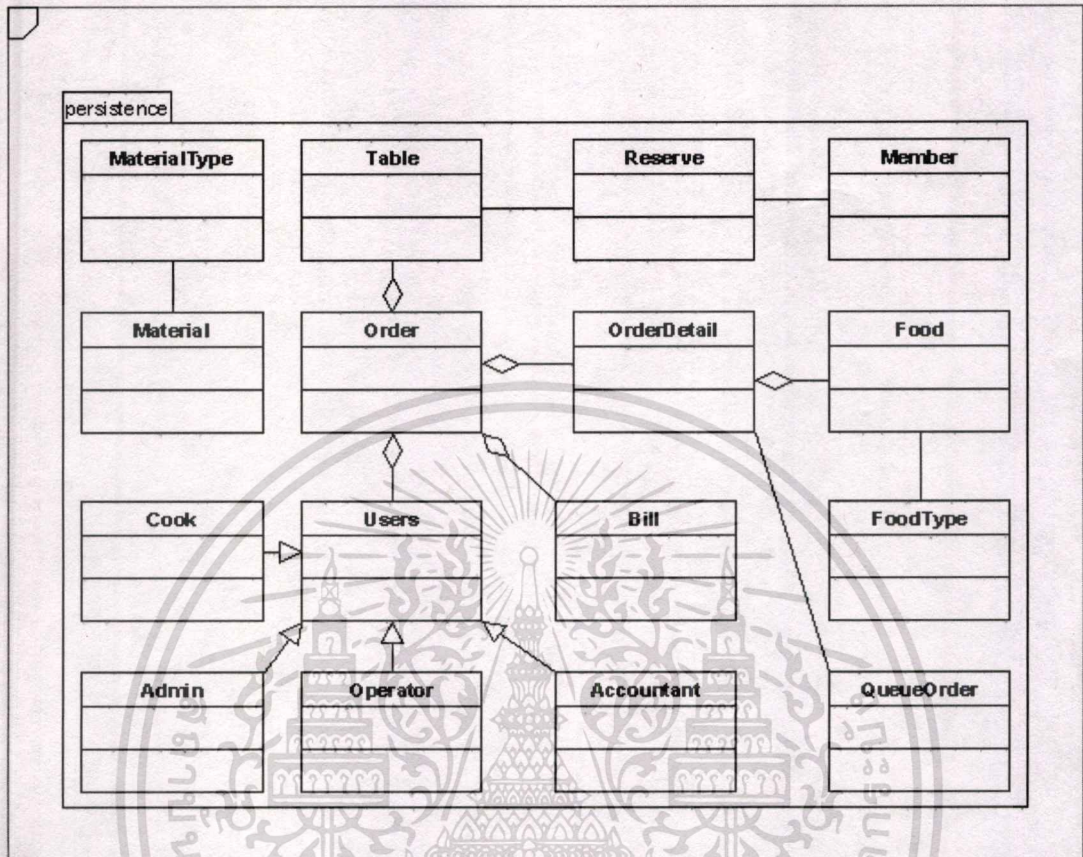 persistence
MaterialType
Table
Reserve
Member
Material
Order
OrderDetail
Food
Cook
Users
Bill
FoodType
Admin
Operator
Accountant
QueueOrder